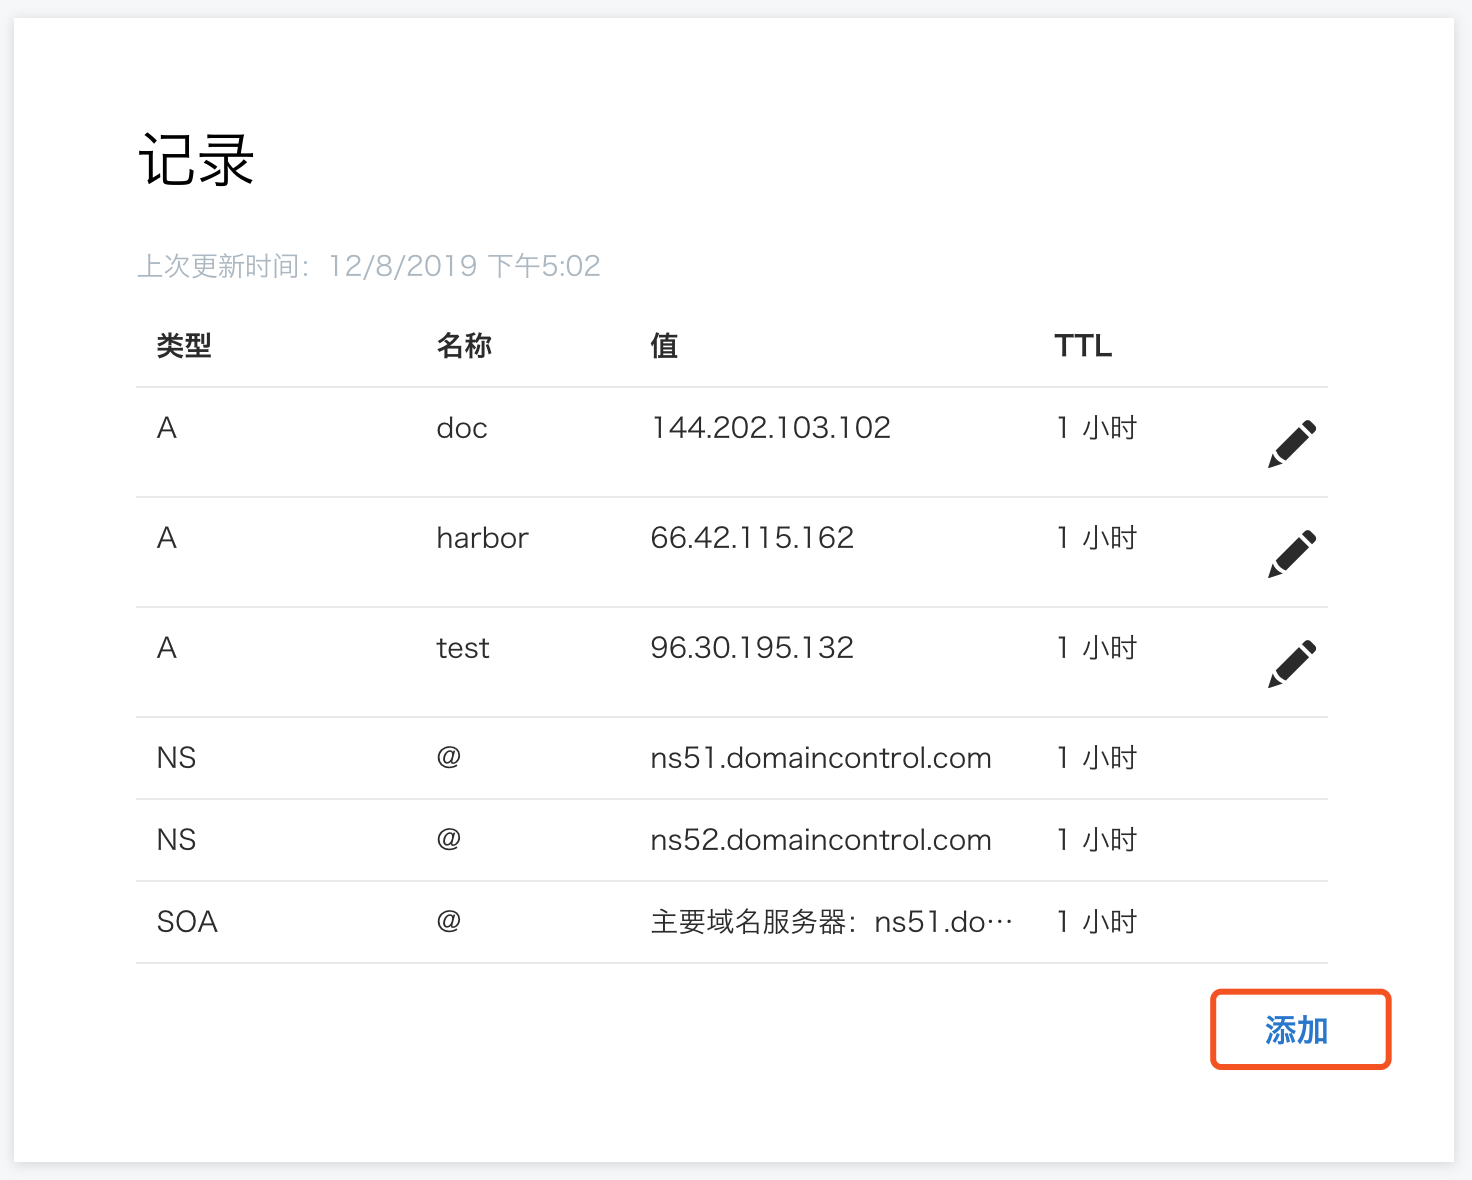 记录
上次更新时间：12/8/2019 下午5:02
类型 名称 值 TTL
A doc 144.202.103.102 1 小时
A harbor 66.42.115.162 1 小时
A test 96.30.195.132 1 小时
NS @ ns51.domaincontrol.com 1 小时
NS @ ns52.domaincontrol.com 1 小时
SOA @ 主要域名服务器：ns51.do… 1 小时
添加